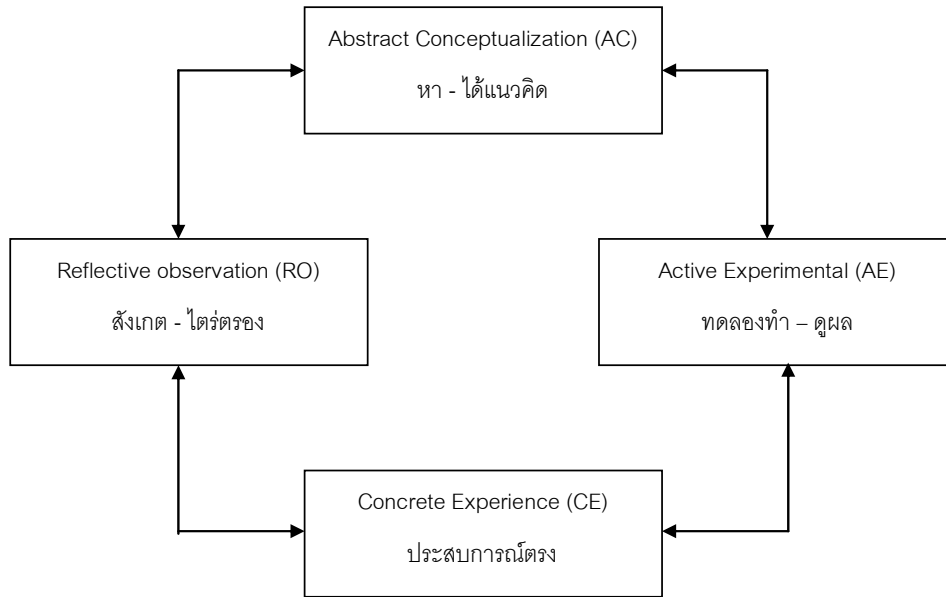 Abstract Conceptualization (AC)
หา - ได้แนวคิด
Reflective observation (RO)
สังเกต - ไตร่ตรอง
Active Experimental (AE)
ทดลองทำ – ดูผล
Concrete Experience (CE)
ประสบการณ์ตรง